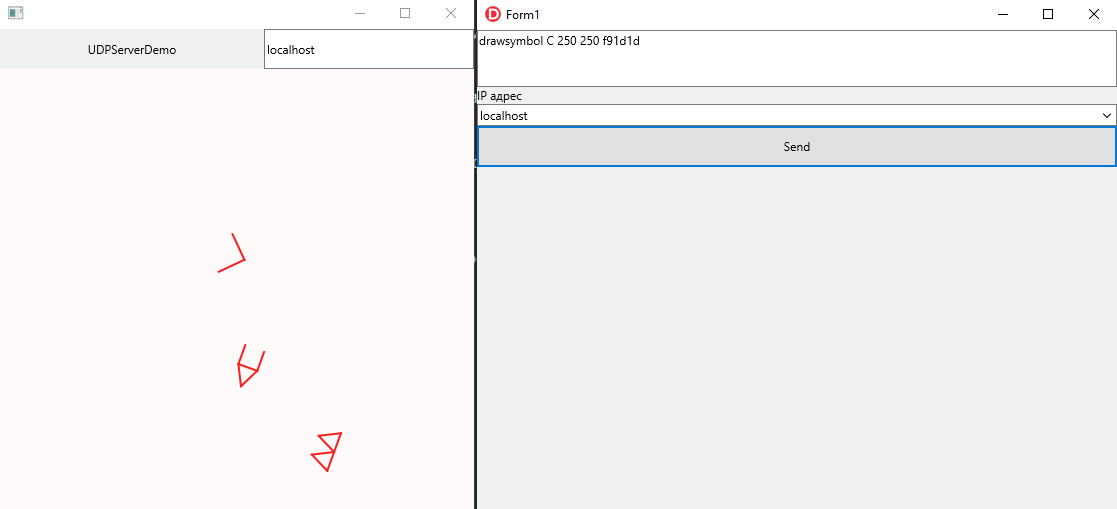 UDPServerDemo
localhost
Form1
drawsymbol C 250 250 f91d1d
IP адрес
localhost
Send